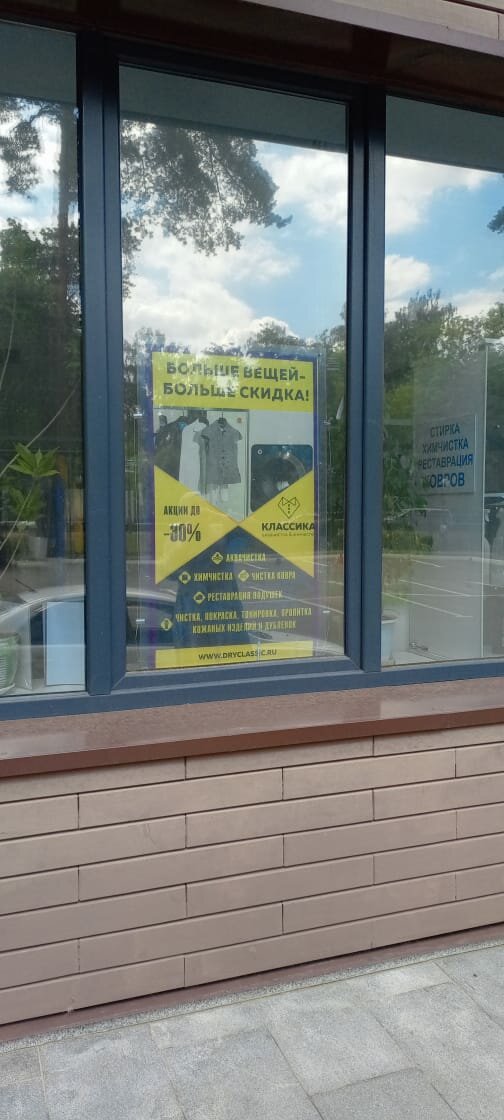 БОЛЬШЕ ВЕЩЕЙ-
БОЛЬШЕ СКИДКА!
АКЦИИ ДО
-30%
КЛАССИКА
АКВАЧИСТКА
ХИМЧИСТКА
ЧИСТКА КОВРА
РЕСТАВРАЦИЯ ПОДУШЕК
ЧИСТКА, ПОКРАСКА, ТОНИРОВКА, ПРОПИТКА
КОЖАНЫХ ИЗДЕЛИЙ И ДУБЛЕНОК
WWW.DRYCLASSIC.RU
СТИРКА
ХИМЧИСТКА
РЕСТАВРАЦИЯ
КОВРОВ